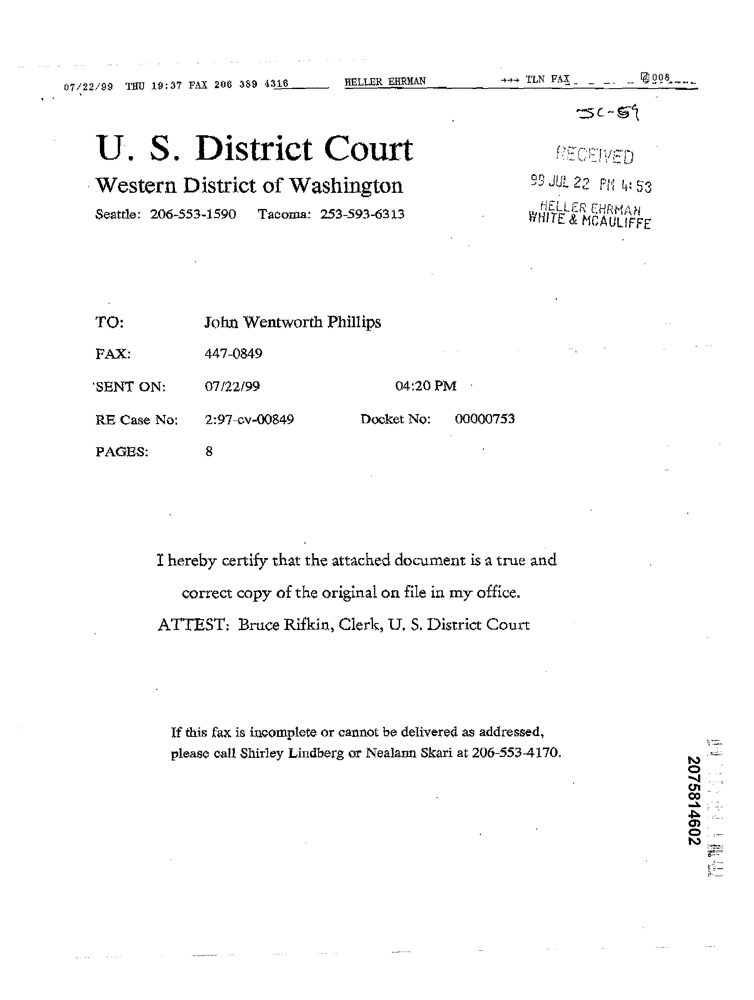 07/22/99 THU 19:37 FAX 206 389 4316 HELLER EHRMAN →→→ TLN FAX 008
JC-59
U. S. District Court
RECEIVED
Western District of Washington
99 JUL 22 PM 4:53
Seattle: 206-553-1590 Tacoma: 253-593-6313
HELLER EHRMAN
WHITE & MCAULIFFE
TO: John Wentworth Phillips
FAX: 447-0849
SENT ON: 07/22/99 04:20 PM
RE Case No: 2:97-cv-00849 Docket No: 00000753
PAGES: 8
I hereby certify that the attached document is a true and
correct copy of the original on file in my office.
ATTEST: Bruce Rifkin, Clerk, U. S. District Court
If this fax is incomplete or cannot be delivered as addressed,
please call Shirley Lindberg or Nealann Skari at 206-553-4170.
2075814602